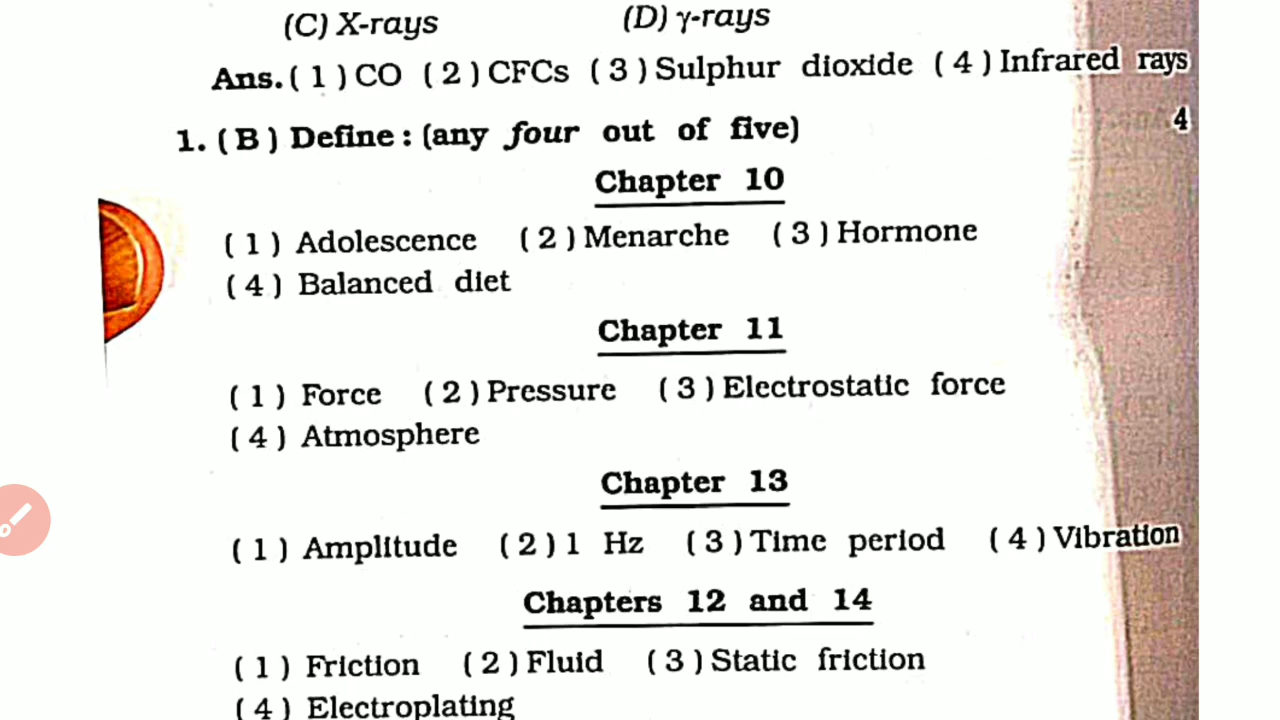 (C) X-rays (D) γ-rays
Ans. ( 1 ) CO ( 2 ) CFCs ( 3 ) Sulphur dioxide ( 4 ) Infrared rays
1. ( B ) Define : (any four out of five) 4
Chapter 10
( 1 ) Adolescence ( 2 ) Menarche ( 3 ) Hormone
( 4 ) Balanced diet
Chapter 11
( 1 ) Force ( 2 ) Pressure ( 3 ) Electrostatic force
( 4 ) Atmosphere
Chapter 13
( 1 ) Amplitude ( 2 ) 1 Hz ( 3 ) Time period ( 4 ) Vibration
Chapters 12 and 14
( 1 ) Friction ( 2 ) Fluid ( 3 ) Static friction
( 4 ) Electroplating